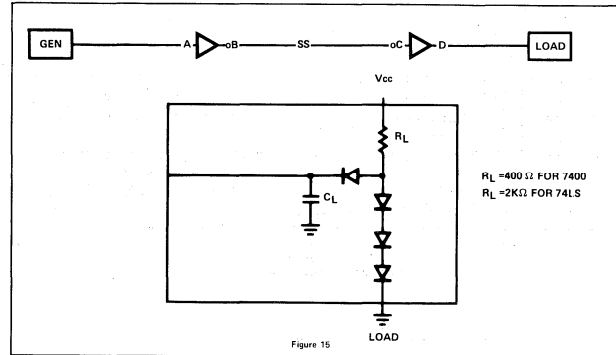 GEN A oB SS oC D LOAD
Vcc
RL
CL
RL =400 Ω FOR 7400
RL =2KΩ FOR 74LS
LOAD
Figure 15